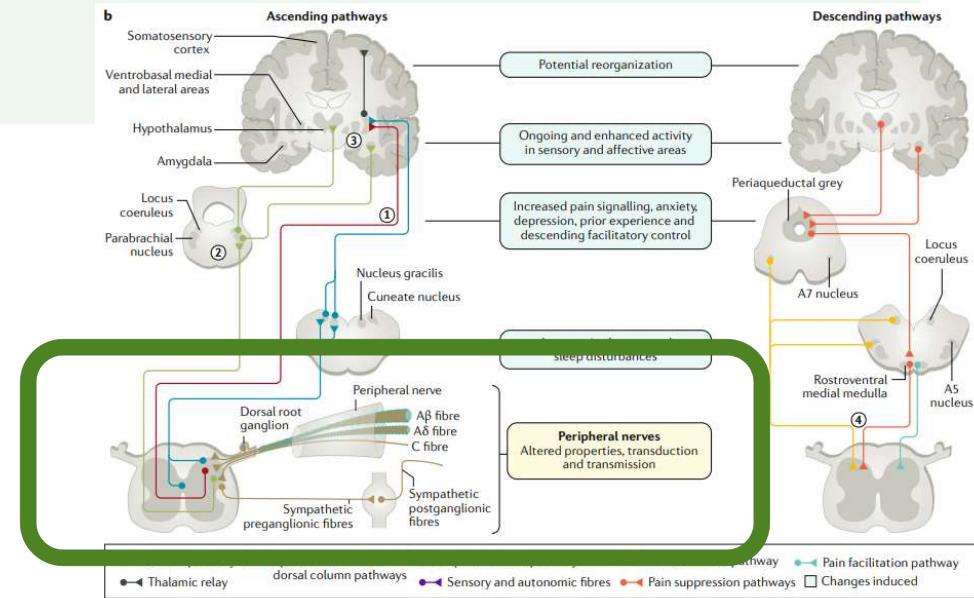 b
Ascending pathways
Descending pathways
Somatosensory
cortex
Ventrobasal medial
and lateral areas
Hypothalamus
Amygdala
Locus
coeruleus
Parabrachial
nucleus
③
①
②
Nucleus gracilis
Cuneate nucleus
Potential reorganization
Ongoing and enhanced activity
in sensory and affective areas
Increased pain signalling, anxiety,
depression, prior experience and
descending facilitatory control
sleep disturbances
Periaqueductal grey
Locus
coeruleus
A7 nucleus
Rostroventral
medial medulla
A5
nucleus
④
Dorsal root
ganglion
Peripheral nerve
Aβ fibre
Aδ fibre
C fibre
Sympathetic
preganglionic fibres
Sympathetic
postganglionic
fibres
Peripheral nerves
Altered properties, transduction
and transmission
pathway
Pain facilitation pathway
Thalamic relay
dorsal column pathways
Sensory and autonomic fibres
Pain suppression pathways
Changes induced